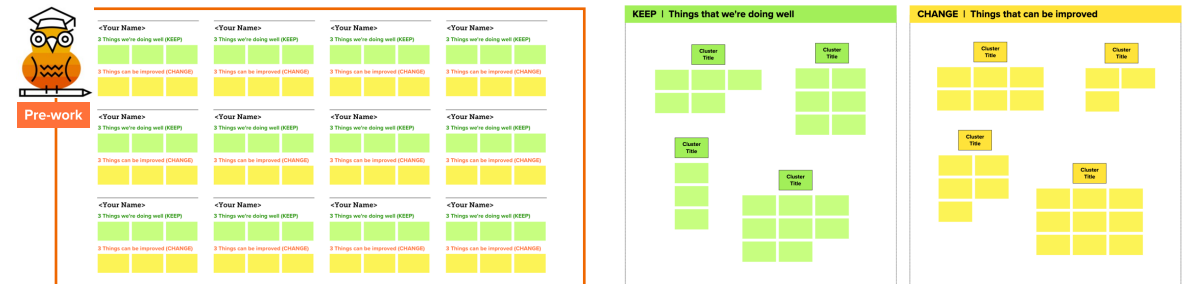 Pre-work
<Your Name> <Your Name> <Your Name> <Your Name>
3 Things we're doing well (KEEP) 3 Things we're doing well (KEEP) 3 Things we're doing well (KEEP) 3 Things we're doing well (KEEP)
3 Things can be improved (CHANGE) 3 Things can be improved (CHANGE) 3 Things can be improved (CHANGE) 3 Things can be improved (CHANGE)
<Your Name> <Your Name> <Your Name> <Your Name>
3 Things we're doing well (KEEP) 3 Things we're doing well (KEEP) 3 Things we're doing well (KEEP) 3 Things we're doing well (KEEP)
3 Things can be improved (CHANGE) 3 Things can be improved (CHANGE) 3 Things can be improved (CHANGE) 3 Things can be improved (CHANGE)
<Your Name> <Your Name> <Your Name> <Your Name>
3 Things we're doing well (KEEP) 3 Things we're doing well (KEEP) 3 Things we're doing well (KEEP) 3 Things we're doing well (KEEP)
3 Things can be improved (CHANGE) 3 Things can be improved (CHANGE) 3 Things can be improved (CHANGE) 3 Things can be improved (CHANGE)
KEEP | Things that we're doing well
Cluster
Title
Cluster
Title
Cluster
Title
Cluster
Title
CHANGE | Things that can be improved
Cluster
Title
Cluster
Title
Cluster
Title
Cluster
Title